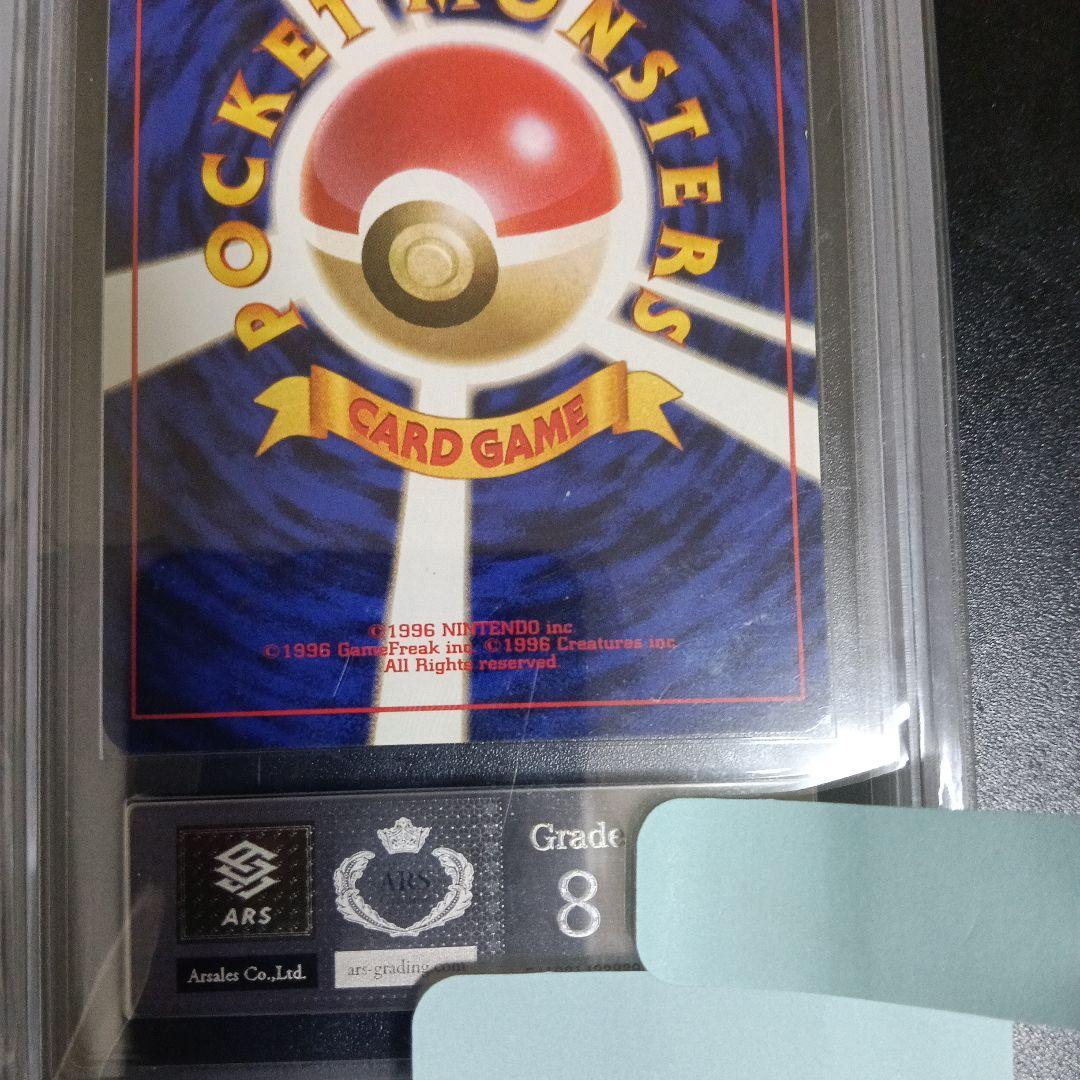 POCKET MONSTERS
CARD GAME
©1996 NINTENDO inc
©1996 GameFreak inc. ©1996 Creatures inc.
All Rights reserved.
ARS
Arsales Co.,Ltd.
ARS
ars-grading.com
Grade
8